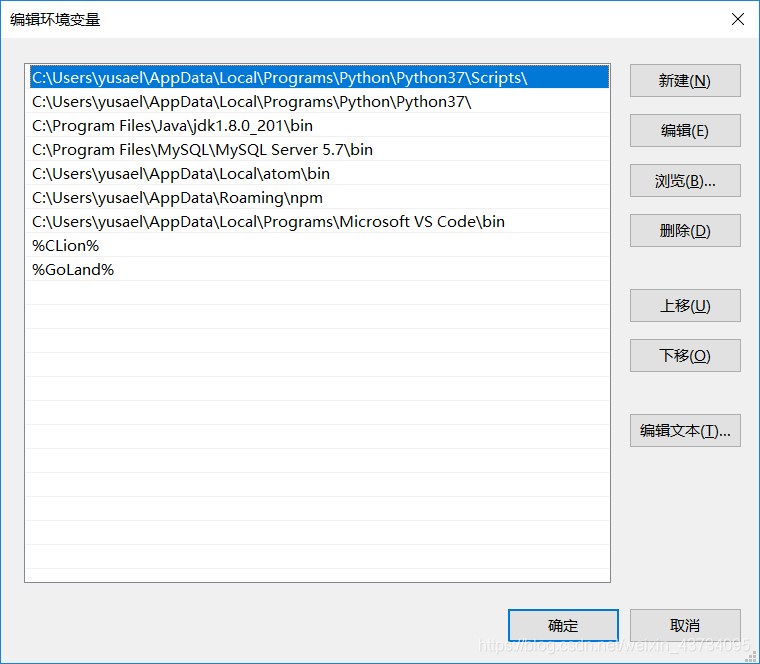 编辑环境变量
C:\Users\yusael\AppData\Local\Programs\Python\Python37\Scripts\
C:\Users\yusael\AppData\Local\Programs\Python\Python37\
C:\Program Files\Java\jdk1.8.0_201\bin
C:\Program Files\MySQL\MySQL Server 5.7\bin
C:\Users\yusael\AppData\Local\atom\bin
C:\Users\yusael\AppData\Roaming\npm
C:\Users\yusael\AppData\Local\Programs\Microsoft VS Code\bin
%CLion%
%GoLand%
新建(N)
编辑(E)
浏览(B)...
删除(D)
上移(U)
下移(O)
编辑文本(T)...
确定
取消
https://blog.csdn.net/weixin_43734095